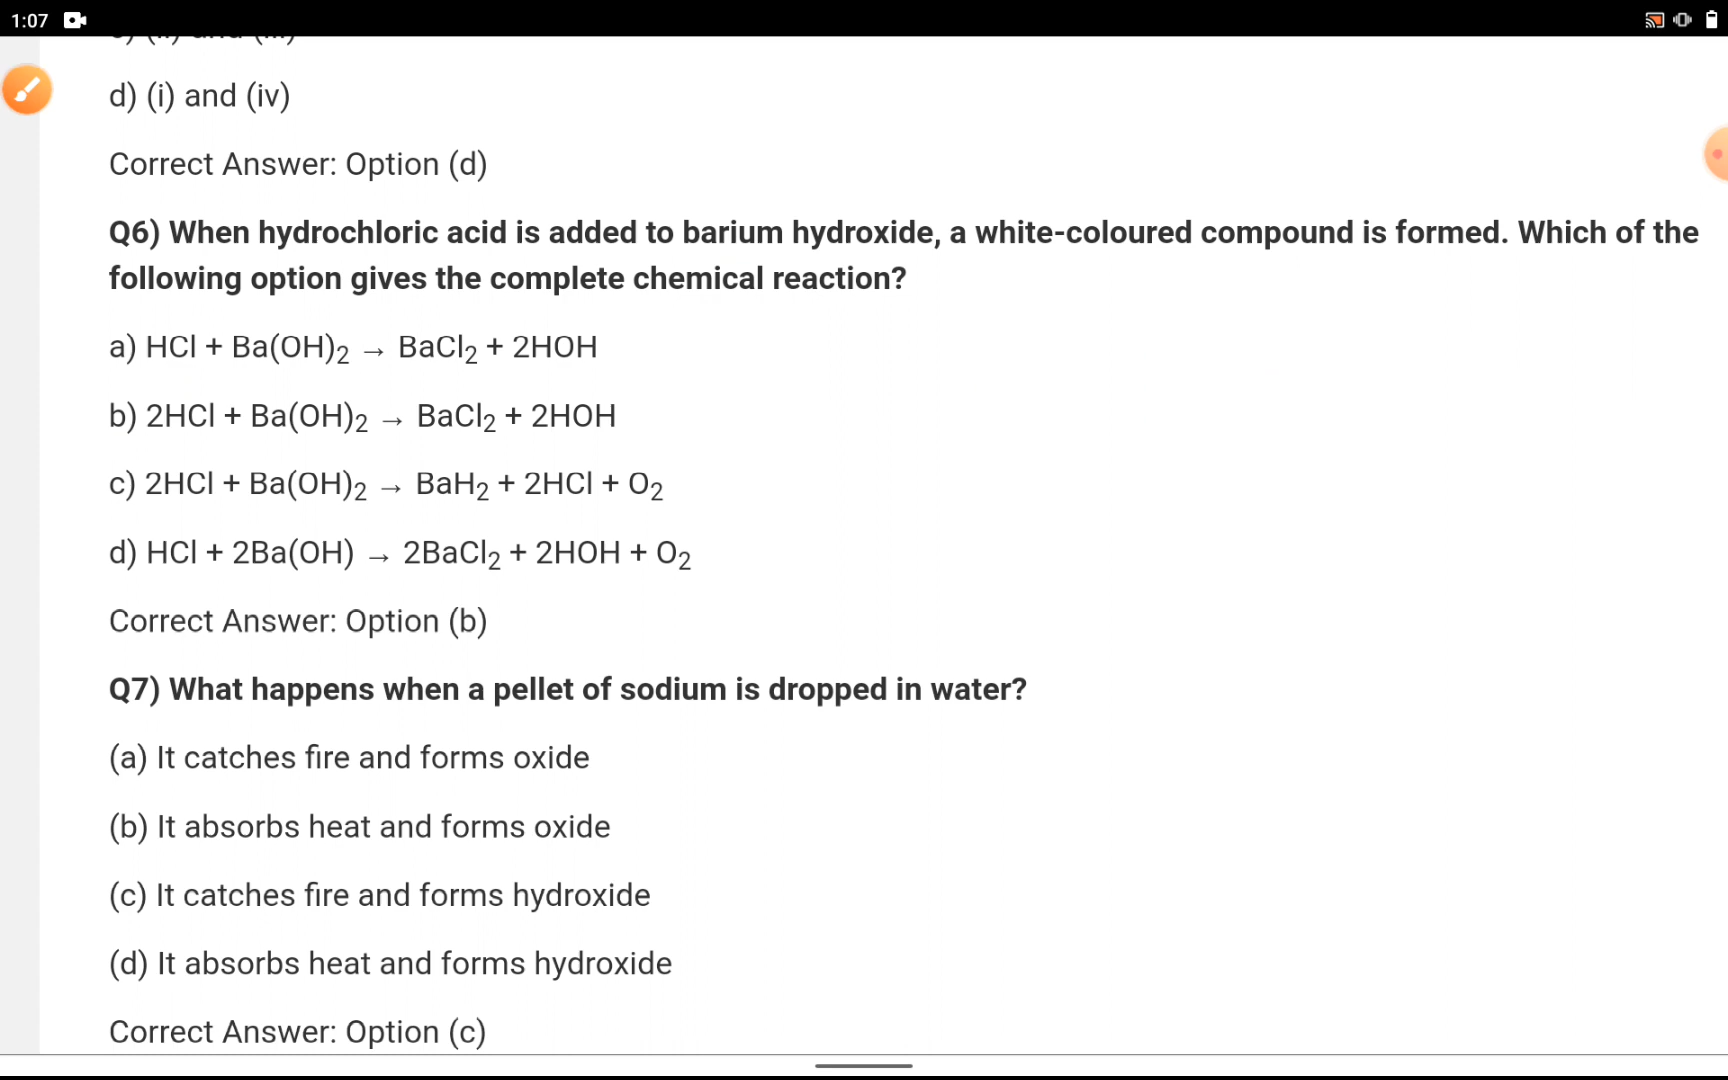 1:07
d) (i) and (iv)
Correct Answer: Option (d)
Q6) When hydrochloric acid is added to barium hydroxide, a white-coloured compound is formed. Which of the
following option gives the complete chemical reaction?
a) HCl + Ba(OH)₂ → BaCl₂ + 2HOH
b) 2HCl + Ba(OH)₂ → BaCl₂ + 2HOH
c) 2HCl + Ba(OH)₂ → BaH₂ + 2HCl + O₂
d) HCl + 2Ba(OH) → 2BaCl₂ + 2HOH + O₂
Correct Answer: Option (b)
Q7) What happens when a pellet of sodium is dropped in water?
(a) It catches fire and forms oxide
(b) It absorbs heat and forms oxide
(c) It catches fire and forms hydroxide
(d) It absorbs heat and forms hydroxide
Correct Answer: Option (c)